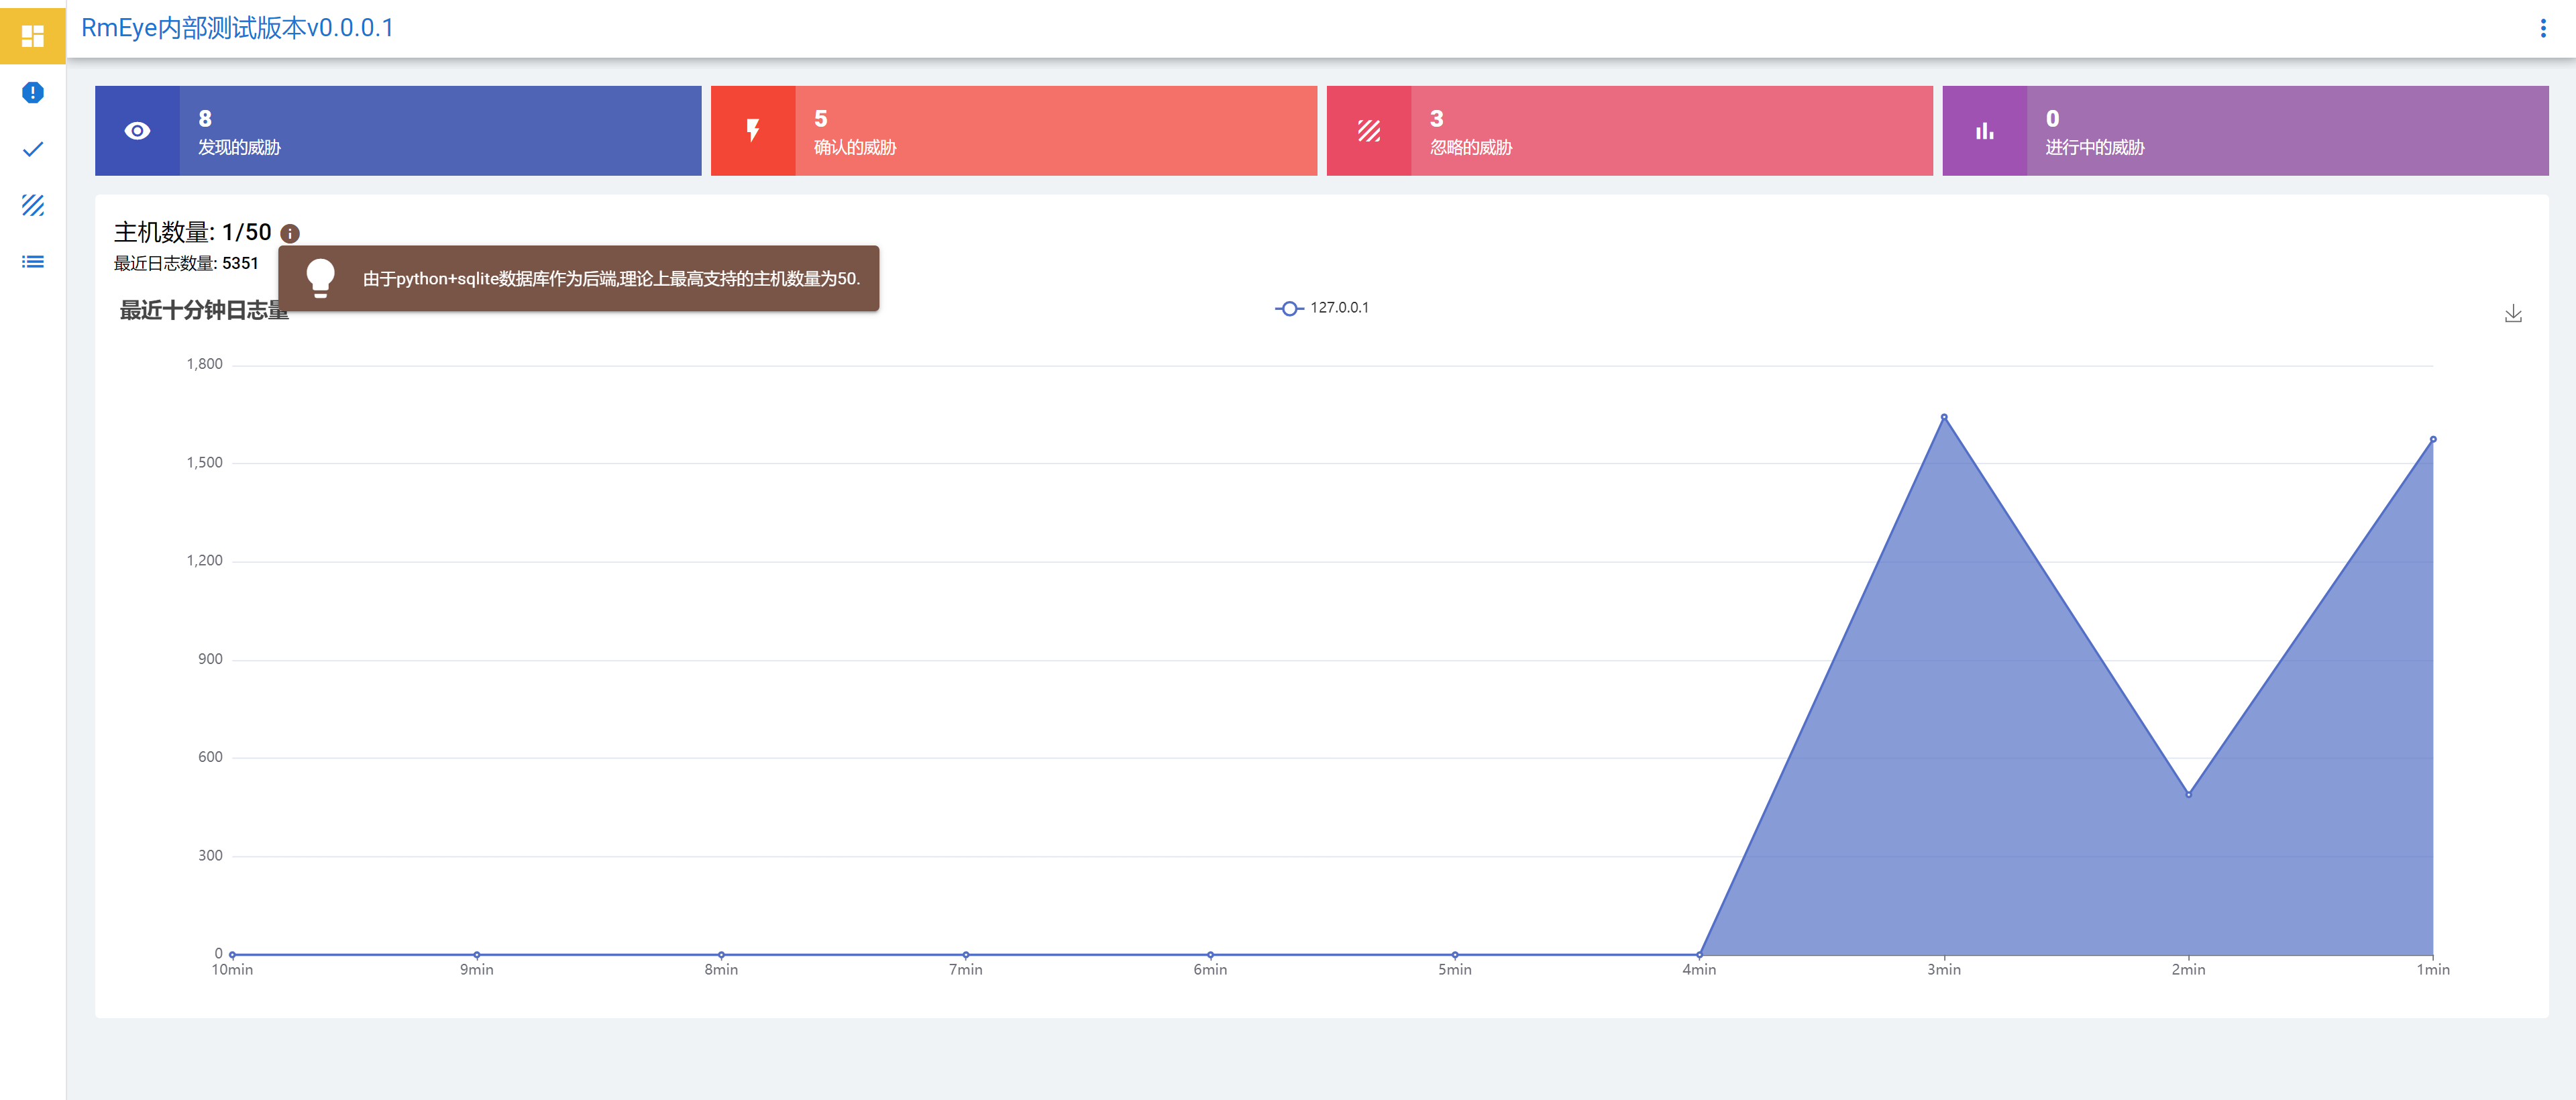 RmEye内部测试版本v0.0.0.1
8
发现的威胁
5
确认的威胁
3
忽略的威胁
0
进行中的威胁
主机数量: 1/50
最近日志数量: 5351
由于python+sqlite数据库作为后端,理论上最高支持的主机数量为50.
最近十分钟日志量
127.0.0.1
1,800
1,500
1,200
900
600
300
0
10min 9min 8min 7min 6min 5min 4min 3min 2min 1min